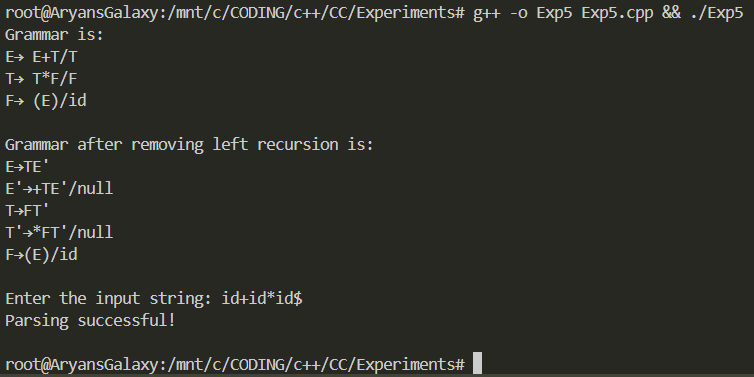 root@AryansGalaxy:/mnt/c/CODING/c++/CC/Experiments# g++ -o Exp5 Exp5.cpp && ./Exp5
Grammar is:
E→ E+T/T
T→ T*F/F
F→ (E)/id
Grammar after removing left recursion is:
E→TE'
E'→+TE'/null
T→FT'
T'→*FT'/null
F→(E)/id
Enter the input string: id+id*id$
Parsing successful!
root@AryansGalaxy:/mnt/c/CODING/c++/CC/Experiments#